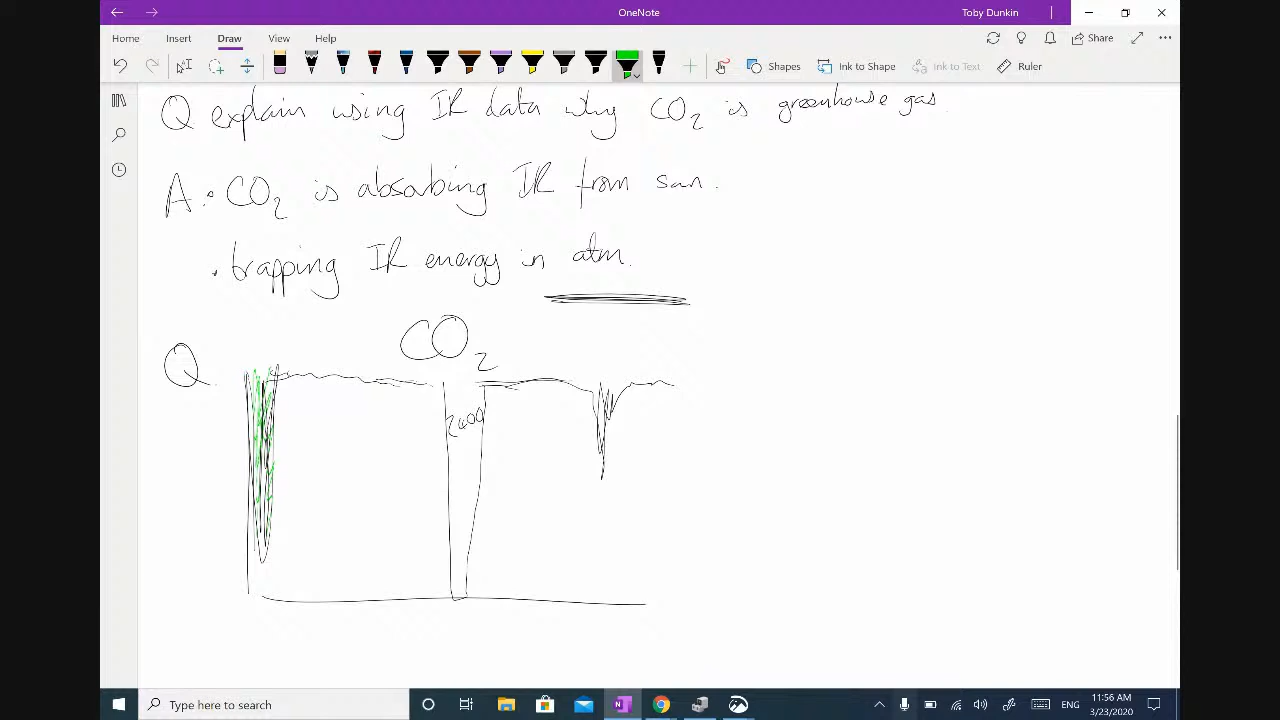 OneNote
Toby Dunkin
Home Insert Draw View Help
Share
Shapes Ink to Shape Ink to Text Ruler
Q explain using IR data why CO2 is greenhouse gas.
A. CO2 is absorbing IR from sun.
. trapping IR energy in atm.
CO2
Q.
2400
Type here to search
ENG
11:56 AM
3/23/2020